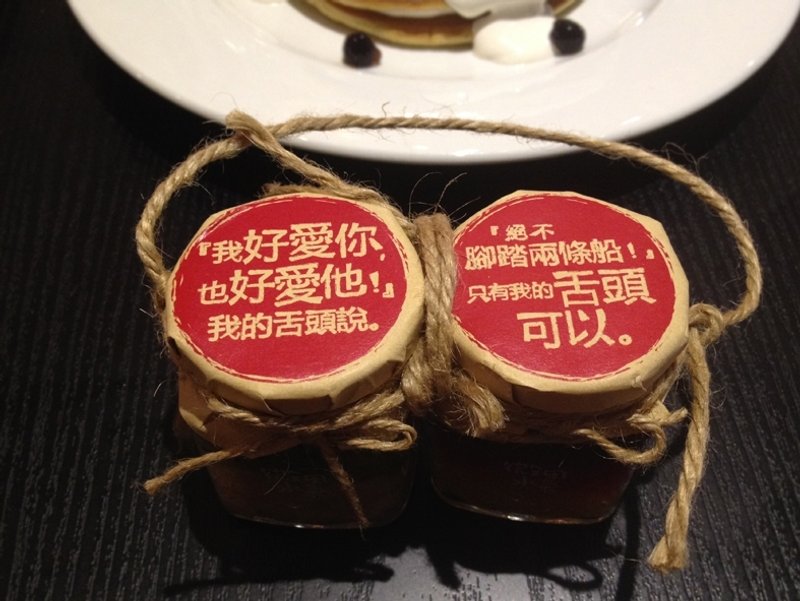 『我好愛你,
也好愛他!』
我的舌頭說。
『絕不
腳踏兩條船!』
只有我的舌頭
可以。